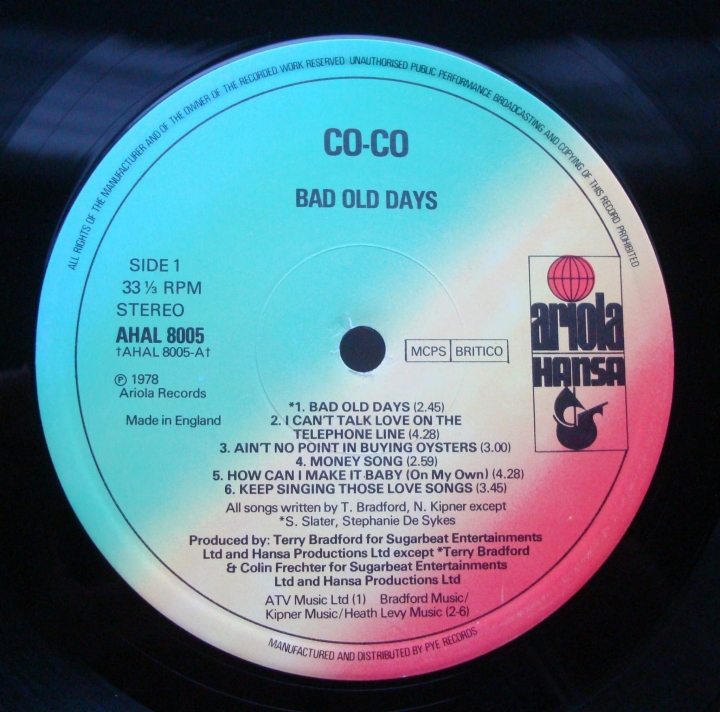 ALL RIGHTS OF THE MANUFACTURER AND OF THE OWNER OF THE RECORDED WORK RESERVED UNAUTHORISED PUBLIC PERFORMANCE BROADCASTING AND COPYING OF THIS RECORD PROHIBITED
CO-CO
BAD OLD DAYS
SIDE 1
33 ⅓ RPM
STEREO
AHAL 8005
†AHAL 8005-A†
℗ 1978
Ariola Records
Made in England
ariola
HANSA
MCPS BRITICO
*1. BAD OLD DAYS (2.45)
2. I CAN'T TALK LOVE ON THE
TELEPHONE LINE (4.28)
3. AIN'T NO POINT IN BUYING OYSTERS (3.00)
4. MONEY SONG (2.59)
5. HOW CAN I MAKE IT BABY (On My Own) (4.28)
6. KEEP SINGING THOSE LOVE SONGS (3.45)
All songs written by T. Bradford, N. Kipner except
*S. Slater, Stephanie De Sykes
Produced by: Terry Bradford for Sugarbeat Entertainments
Ltd and Hansa Productions Ltd except *Terry Bradford
& Colin Frechter for Sugarbeat Entertainments
Ltd and Hansa Productions Ltd
ATV Music Ltd (1) Bradford Music/
Kipner Music/Heath Levy Music (2-6)
MANUFACTURED AND DISTRIBUTED BY PYE RECORDS